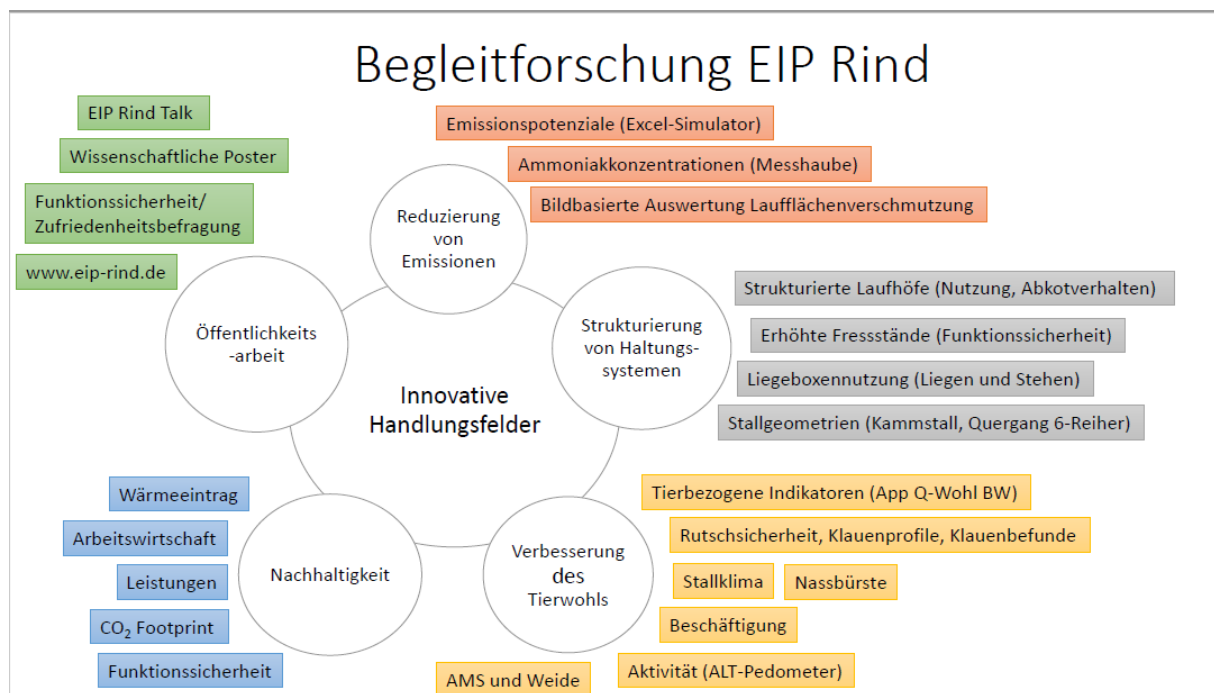 Begleitforschung EIP Rind
EIP Rind Talk
Wissenschaftliche Poster
Funktionssicherheit/
Zufriedenheitsbefragung
www.eip-rind.de
Öffentlichkeits
-arbeit
Emissionspotenziale (Excel-Simulator)
Ammoniakkonzentrationen (Messhaube)
Bildbasierte Auswertung Laufflächenverschmutzung
Reduzierung
von
Emissionen
Strukturierte Laufhöfe (Nutzung, Abkotverhalten)
Erhöhte Fressstände (Funktionssicherheit)
Liegeboxennutzung (Liegen und Stehen)
Stallgeometrien (Kammstall, Quergang 6-Reiher)
Strukturierung
von Haltungs-
systemen
Innovative
Handlungsfelder
Wärmeeintrag
Arbeitswirtschaft
Leistungen
CO₂ Footprint
Funktionssicherheit
Nachhaltigkeit
Verbesserung
des
Tierwohls
Tierbezogene Indikatoren (App Q-Wohl BW)
Rutschsicherheit, Klauenprofile, Klauenbefunde
Stallklima
Nassbürste
Beschäftigung
Aktivität (ALT-Pedometer)
AMS und Weide